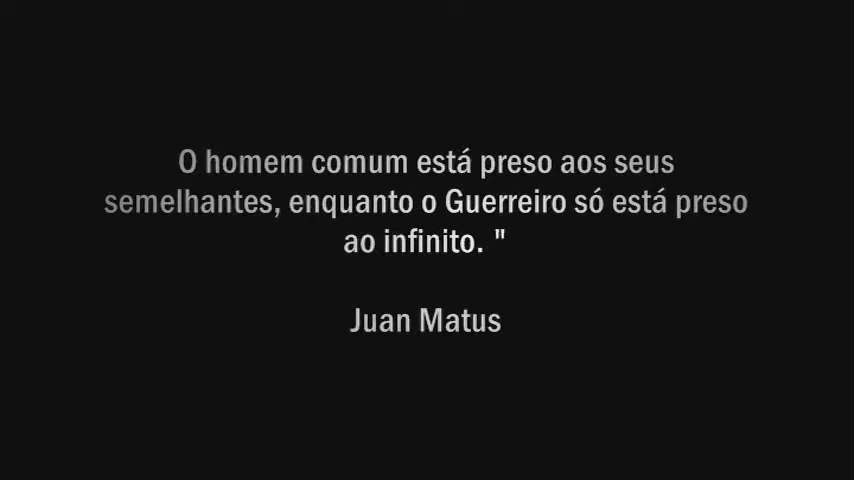 O homem comum está preso aos seus
semelhantes, enquanto o Guerreiro só está preso
ao infinito. "
Juan Matus